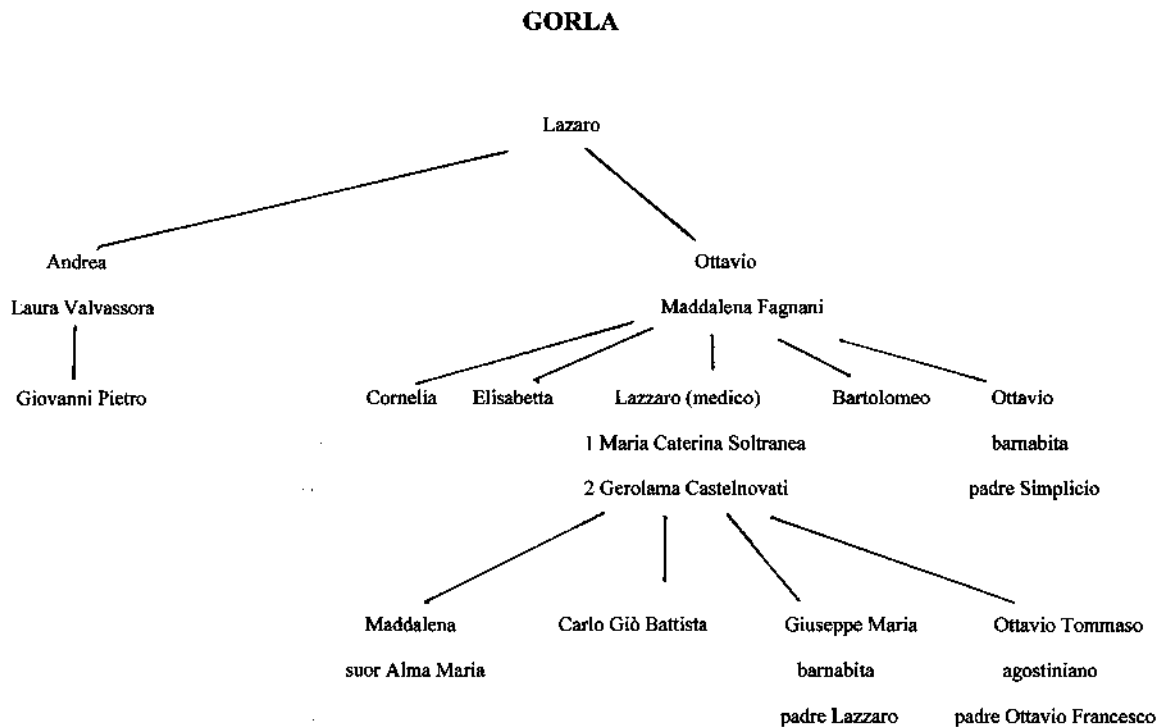 GORLA
Lazaro
Andrea Ottavio
Laura Valvassora Maddalena Fagnani
Giovanni Pietro Cornelia Elisabetta Lazzaro (medico) Bartolomeo Ottavio
1 Maria Caterina Soltranea barnabita
2 Gerolama Castelnovati padre Simplicio
Maddalena Carlo Giò Battista Giuseppe Maria Ottavio Tommaso
suor Alma Maria barnabita agostiniano
padre Lazzaro padre Ottavio Francesco